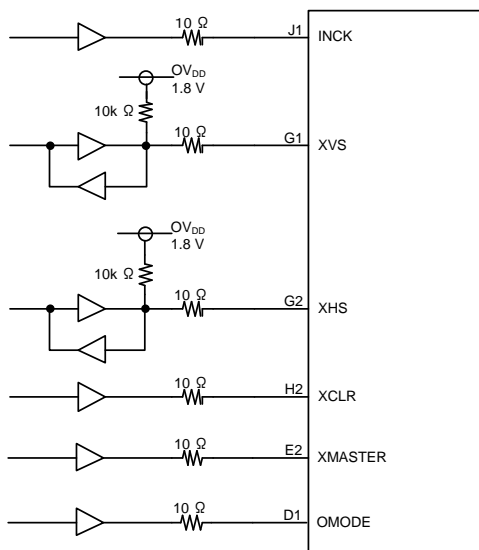 10 Ω J1 INCK
OVDD
1.8 V
10k Ω
10 Ω G1 XVS
OVDD
1.8 V
10k Ω
10 Ω G2 XHS
10 Ω H2 XCLR
10 Ω E2 XMASTER
10 Ω D1 OMODE